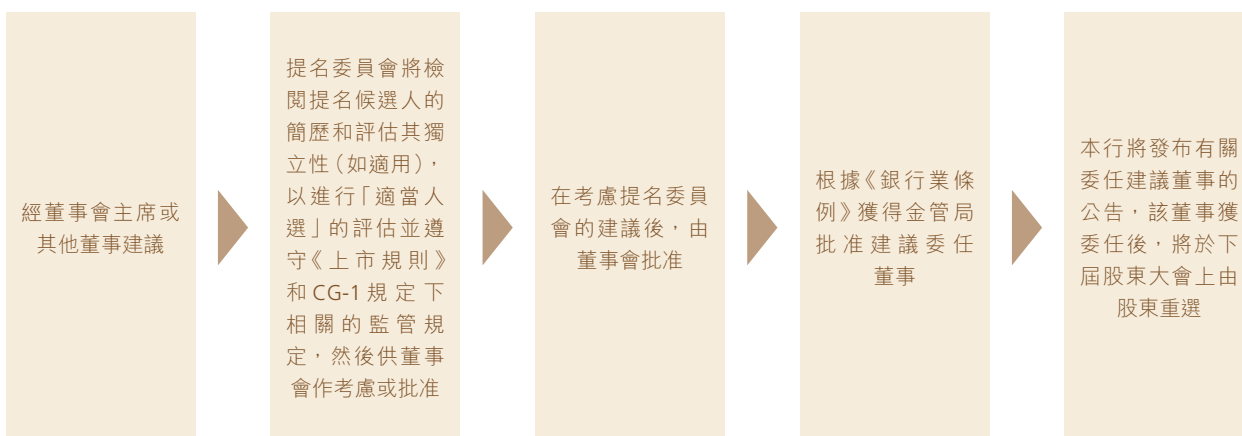 經董事會主席或
其他董事建議
提名委員會將檢
閱提名候選人的
簡歷和評估其獨
立性（如適用），
以進行「適當人
選」的評估並遵
守《上市規則》
和CG-1規定下
相關的監管規
定，然後供董事
會作考慮或批准
在考慮提名委員
會的建議後，由
董事會批准
根據《銀行業條
例》獲得金管局
批准建議委任
董事
本行將發布有關
委任建議董事的
公告，該董事獲
委任後，將於下
屆股東大會上由
股東重選